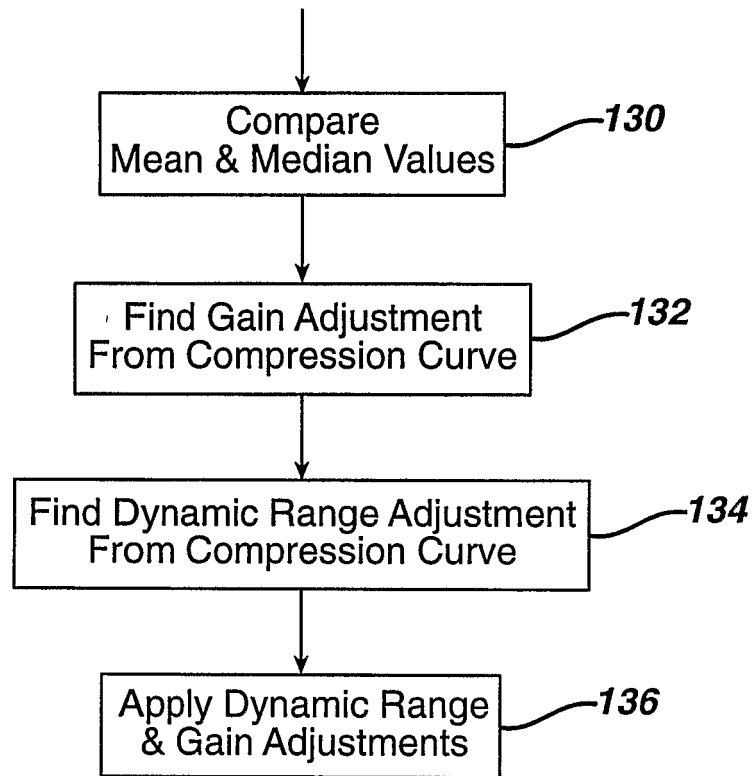 Compare
Mean & Median Values
130
Find Gain Adjustment
From Compression Curve
132
Find Dynamic Range Adjustment
From Compression Curve
134
Apply Dynamic Range
& Gain Adjustments
136